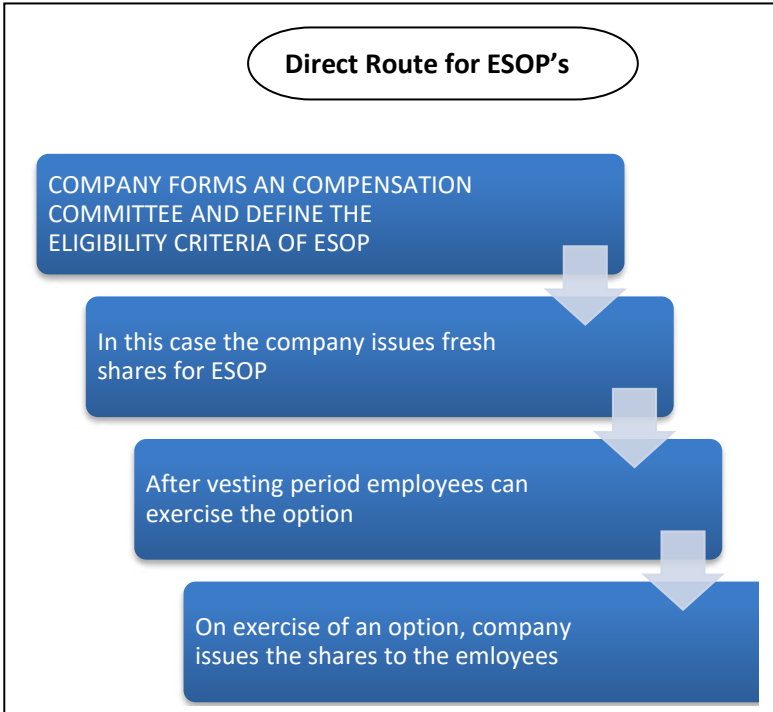 Direct Route for ESOP’s
COMPANY FORMS AN COMPENSATION
COMMITTEE AND DEFINE THE
ELIGIBILITY CRITERIA OF ESOP
In this case the company issues fresh
shares for ESOP
After vesting period employees can
exercise the option
On exercise of an option, company
issues the shares to the emloyees